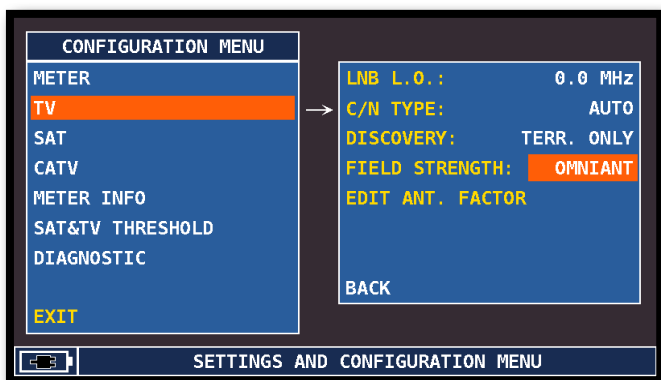 CONFIGURATION MENU
METER
TV
SAT
CATV
METER INFO
SAT&TV THRESHOLD
DIAGNOSTIC
EXIT
LNB L.O.: 0.0 MHz
C/N TYPE: AUTO
DISCOVERY: TERR. ONLY
FIELD STRENGTH: OMNIANT
EDIT ANT. FACTOR
BACK
SETTINGS AND CONFIGURATION MENU